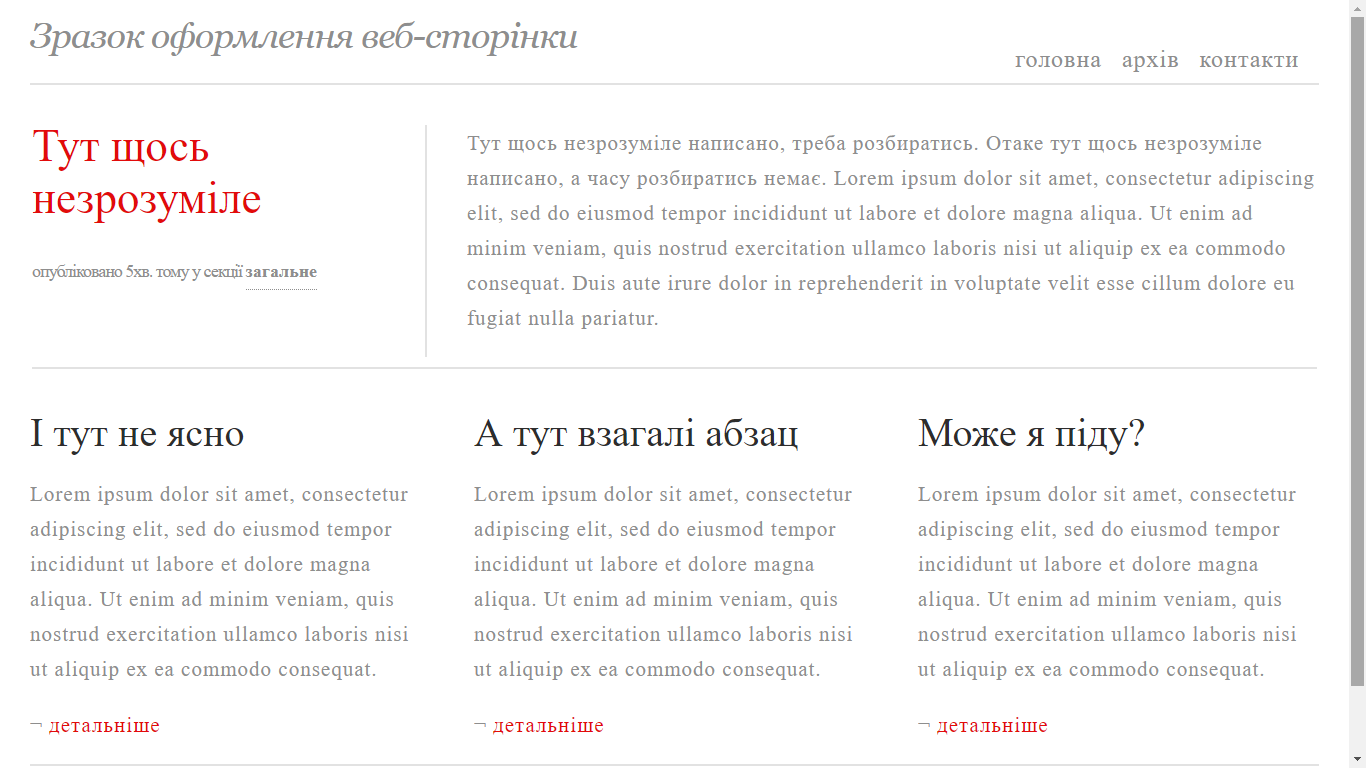 Зразок оформлення веб-сторінки
головна архів контакти
Тут щось
незрозуміле
опубліковано 5хв. тому у секції загальне
Тут щось незрозуміле написано, треба розбиратись. Отаке тут щось незрозуміле
написано, а часу розбиратись немає. Lorem ipsum dolor sit amet, consectetur adipiscing
elit, sed do eiusmod tempor incididunt ut labore et dolore magna aliqua. Ut enim ad
minim veniam, quis nostrud exercitation ullamco laboris nisi ut aliquip ex ea commodo
consequat. Duis aute irure dolor in reprehenderit in voluptate velit esse cillum dolore eu
fugiat nulla pariatur.
І тут не ясно
Lorem ipsum dolor sit amet, consectetur
adipiscing elit, sed do eiusmod tempor
incididunt ut labore et dolore magna
aliqua. Ut enim ad minim veniam, quis
nostrud exercitation ullamco laboris nisi
ut aliquip ex ea commodo consequat.
¬ детальніше
А тут взагалі абзац
Lorem ipsum dolor sit amet, consectetur
adipiscing elit, sed do eiusmod tempor
incididunt ut labore et dolore magna
aliqua. Ut enim ad minim veniam, quis
nostrud exercitation ullamco laboris nisi
ut aliquip ex ea commodo consequat.
¬ детальніше
Може я піду?
Lorem ipsum dolor sit amet, consectetur
adipiscing elit, sed do eiusmod tempor
incididunt ut labore et dolore magna
aliqua. Ut enim ad minim veniam, quis
nostrud exercitation ullamco laboris nisi
ut aliquip ex ea commodo consequat.
¬ детальніше